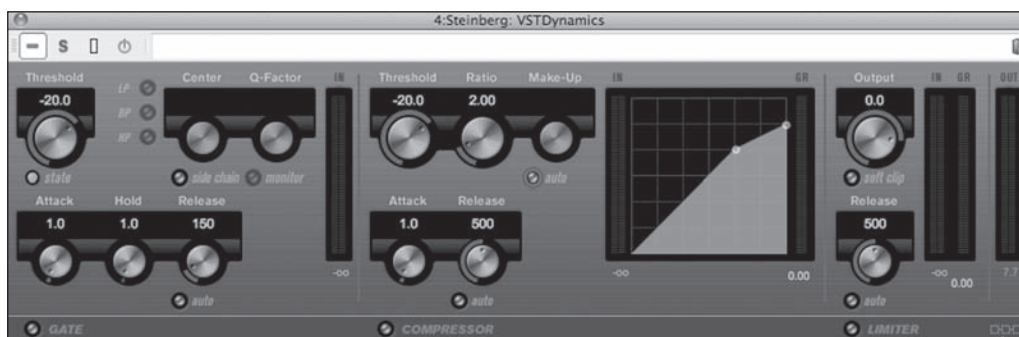 4:Steinberg: VSTDynamics
S
Threshold
-20.0
state
LP
BP
HP
Center Q-Factor
side chain monitor
Attack Hold Release
1.0 1.0 150
auto
IN
-∞
GATE
Threshold Ratio Make-Up
-20.0 2.00
auto
Attack Release
1.0 500
auto
IN GR
-∞ 0.00
COMPRESSOR
Output
0.0
soft clip
Release
500
auto
IN GR
-∞ 0.00
LIMITER
OUT
7.7